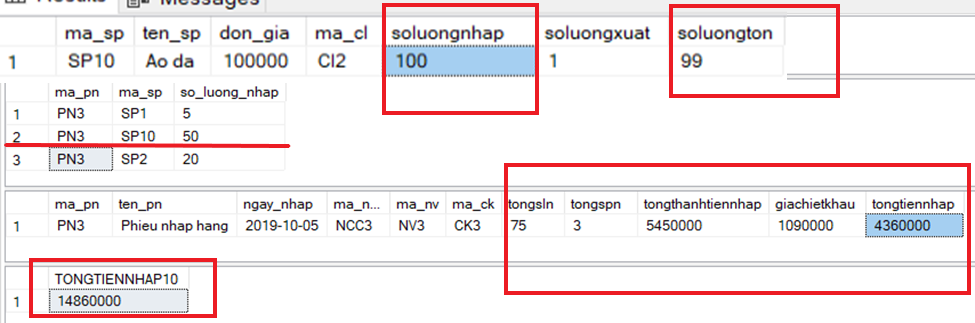 Results Messages
ma_sp ten_sp don_gia ma_cl soluongnhap soluongxuat soluongton
1 SP10 Ao da 100000 Cl2 100 1 99
ma_pn ma_sp so_luong_nhap
1 PN3 SP1 5
2 PN3 SP10 50
3 PN3 SP2 20
ma_pn ten_pn ngay_nhap ma_n... ma_nv ma_ck tongsln tongspn tongthanhtiennhap giachietkhau tongtiennhap
1 PN3 Phieu nhap hang 2019-10-05 NCC3 NV3 CK3 75 3 5450000 1090000 4360000
TONGTIENNHAP10
1 14860000